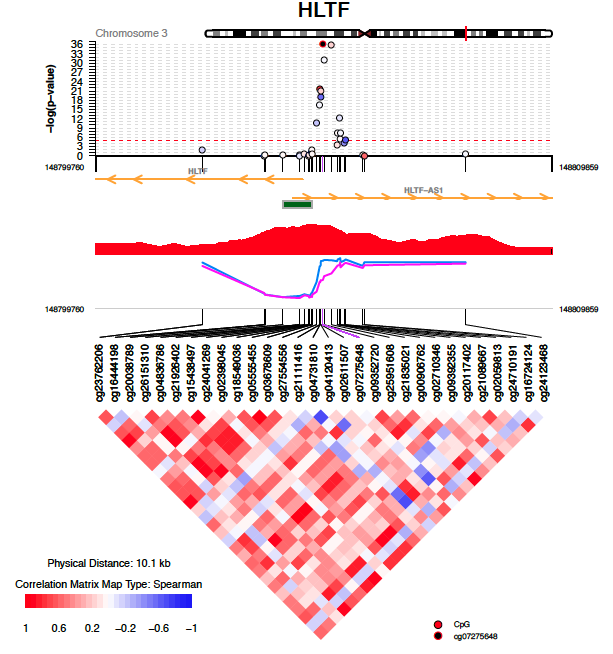 HLTF
Chromosome 3
36
33
30
27
24
21
18
15
12
9
6
3
0
−log(p−value)
148799760
148809859
HLTF
HLTF-AS1
148799760
148809859
cg23762206
cg16444198
cg20038789
cg26151310
cg04836786
cg21926402
cg15438497
cg24041269
cg02398045
cg18549036
cg05555455
cg03678609
cg27554556
cg21111416
cg04731810
cg04120413
cg02611507
cg07275648
cg09352720
cg25951608
cg21835021
cg00906762
cg02710346
cg09392355
cg20117402
cg21089667
cg02059813
cg24710191
cg16724124
cg24123468
Physical Distance: 10.1 kb
Correlation Matrix Map Type: Spearman
1 0.6 0.2 −0.2 −0.6 −1
CpG
cg07275648